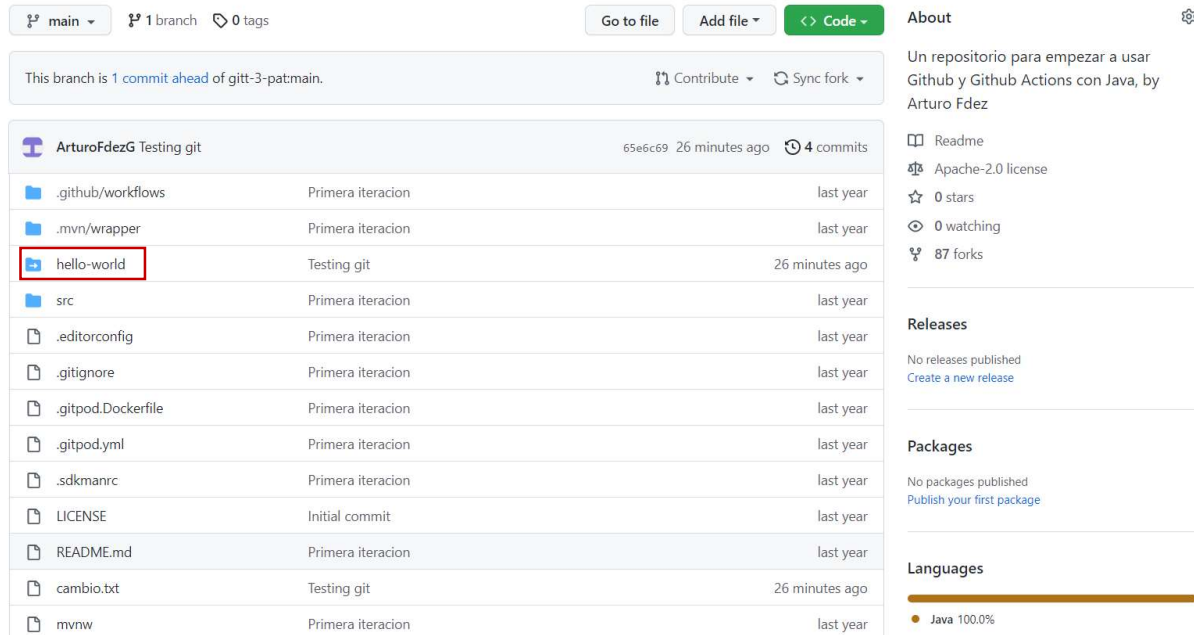 main
1 branch
0 tags
Go to file
Add file
<> Code
This branch is 1 commit ahead of gitt-3-pat:main.
Contribute
Sync fork
ArturoFdezG Testing git
65e6c69 26 minutes ago
4 commits
.github/workflows Primera iteracion last year
.mvn/wrapper Primera iteracion last year
hello-world Testing git 26 minutes ago
src Primera iteracion last year
.editorconfig Primera iteracion last year
.gitignore Primera iteracion last year
.gitpod.Dockerfile Primera iteracion last year
.gitpod.yml Primera iteracion last year
.sdkmanrc Primera iteracion last year
LICENSE Initial commit last year
README.md Primera iteracion last year
cambio.txt Testing git 26 minutes ago
mvnw Primera iteracion last year
About
Un repositorio para empezar a usar
Github y Github Actions con Java, by
Arturo Fdez
Readme
Apache-2.0 license
0 stars
0 watching
87 forks
Releases
No releases published
Create a new release
Packages
No packages published
Publish your first package
Languages
Java 100.0%